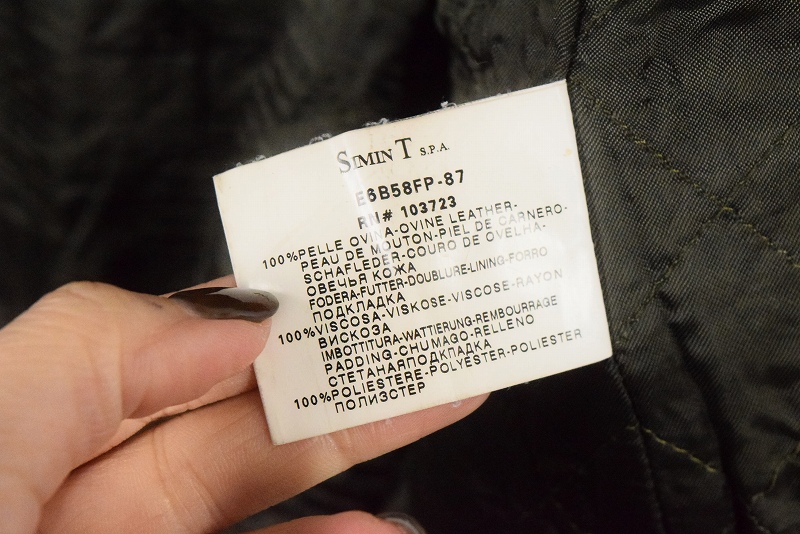 SIMINT S.P.A.
E6B58FP-87
RN# 103723
100%PELLE OVINA-OVINE LEATHER-
PEAU DE MOUTON-PIEL DE CARNERO-
SCHAFLEDER-COURO DE OVELHA-
ОВЕЧЬЯ КОЖА
FODERA-FUTTER-DOUBLURE-LINING-FORRO
ПОДКЛАДКА
100%VISCOSA-VISKOSE-VISCOSE-RAYON
ВИСКОЗА
IMBOTTITURA-WATTIERUNG-REMBOURRAGE
PADDING-CHUMAGO-RELLENO
СТЕТАНАЯПОДКЛАДКА
100%POLIESTERE-POLYESTER-POLIESTER
ПОЛИЭСТЕР